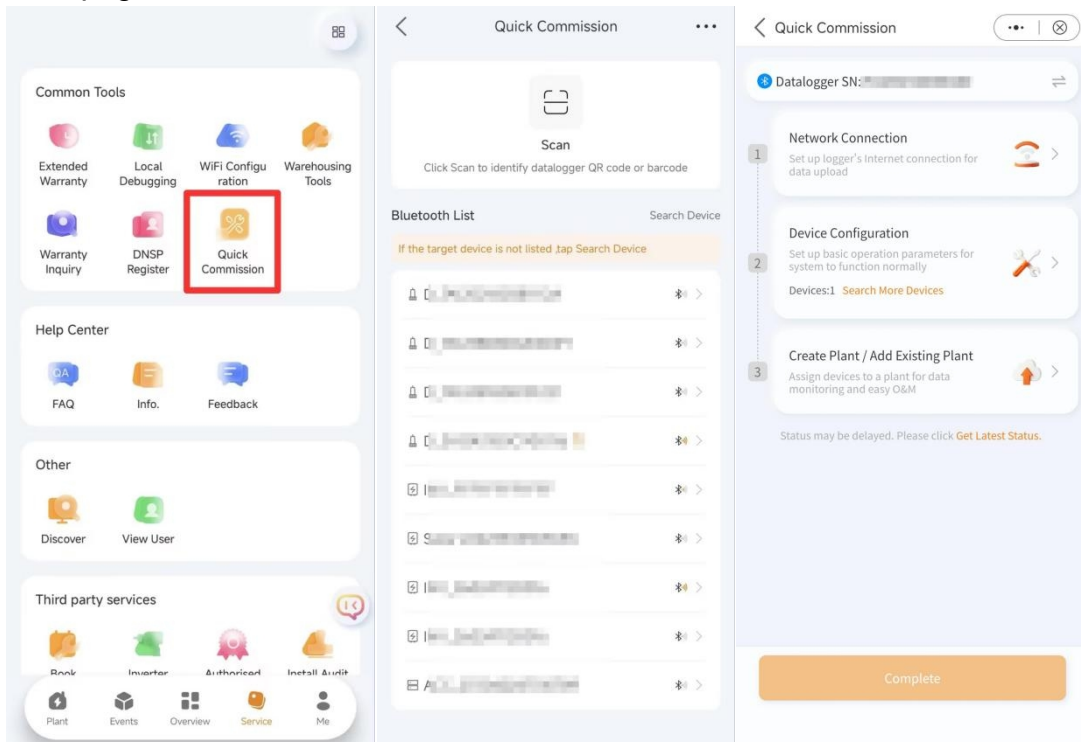 Common Tools
Extended
Warranty
Local
Debugging
WiFi Configu
ration
Warehousing
Tools
Warranty
Inquiry
DNSP
Register
Quick
Commission
Help Center
QA
FAQ
Info.
Feedback
Other
Discover
View User
Third party services
Book
Inverter
Authorised
Install Audit
Plant
Events
Overview
Service
Me
Quick Commission
Scan
Click Scan to identify datalogger QR code or barcode
Bluetooth List
Search Device
If the target device is not listed ,tap Search Device
Quick Commission
Datalogger SN:
1
Network Connection
Set up logger's Internet connection for
data upload
2
Device Configuration
Set up basic operation parameters for
system to function normally
Devices:1 Search More Devices
3
Create Plant / Add Existing Plant
Assign devices to a plant for data
monitoring and easy O&M
Status may be delayed. Please click Get Latest Status.
Complete